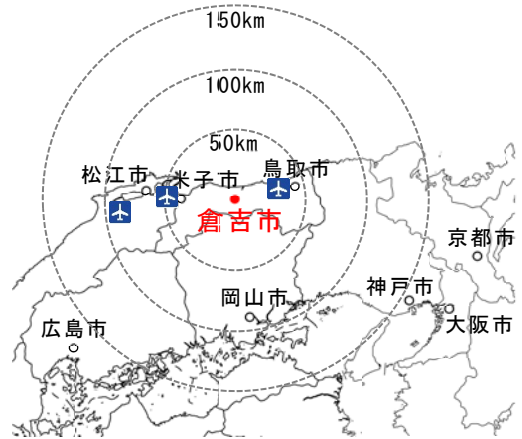 150km
100km
50km
鳥取市
松江市
米子市
倉吉市
京都市
神戸市
岡山市
大阪市
広島市